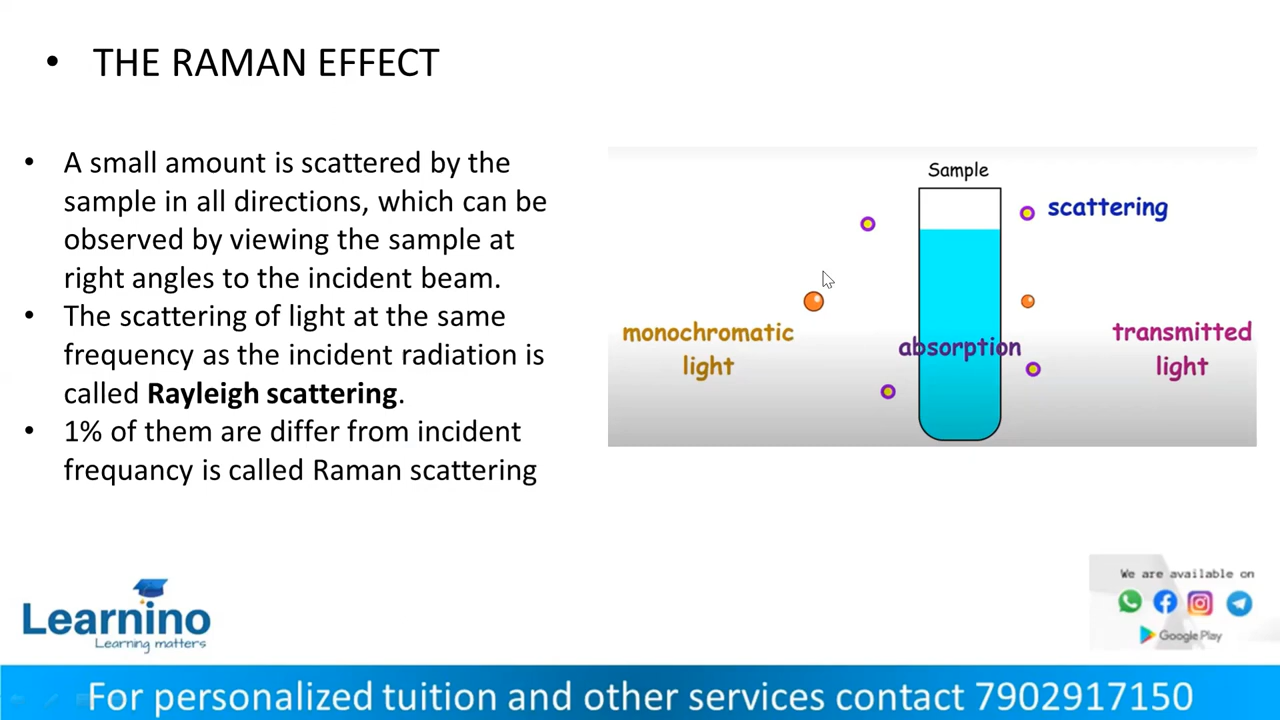 • THE RAMAN EFFECT
• A small amount is scattered by the
sample in all directions, which can be
observed by viewing the sample at
right angles to the incident beam.
• The scattering of light at the same
frequency as the incident radiation is
called Rayleigh scattering.
• 1% of them are differ from incident
frequancy is called Raman scattering
Sample
scattering
monochromatic
light
absorption
transmitted
light
Learnino
Learning matters
We are available on
Google Play
For personalized tuition and other services contact 7902917150